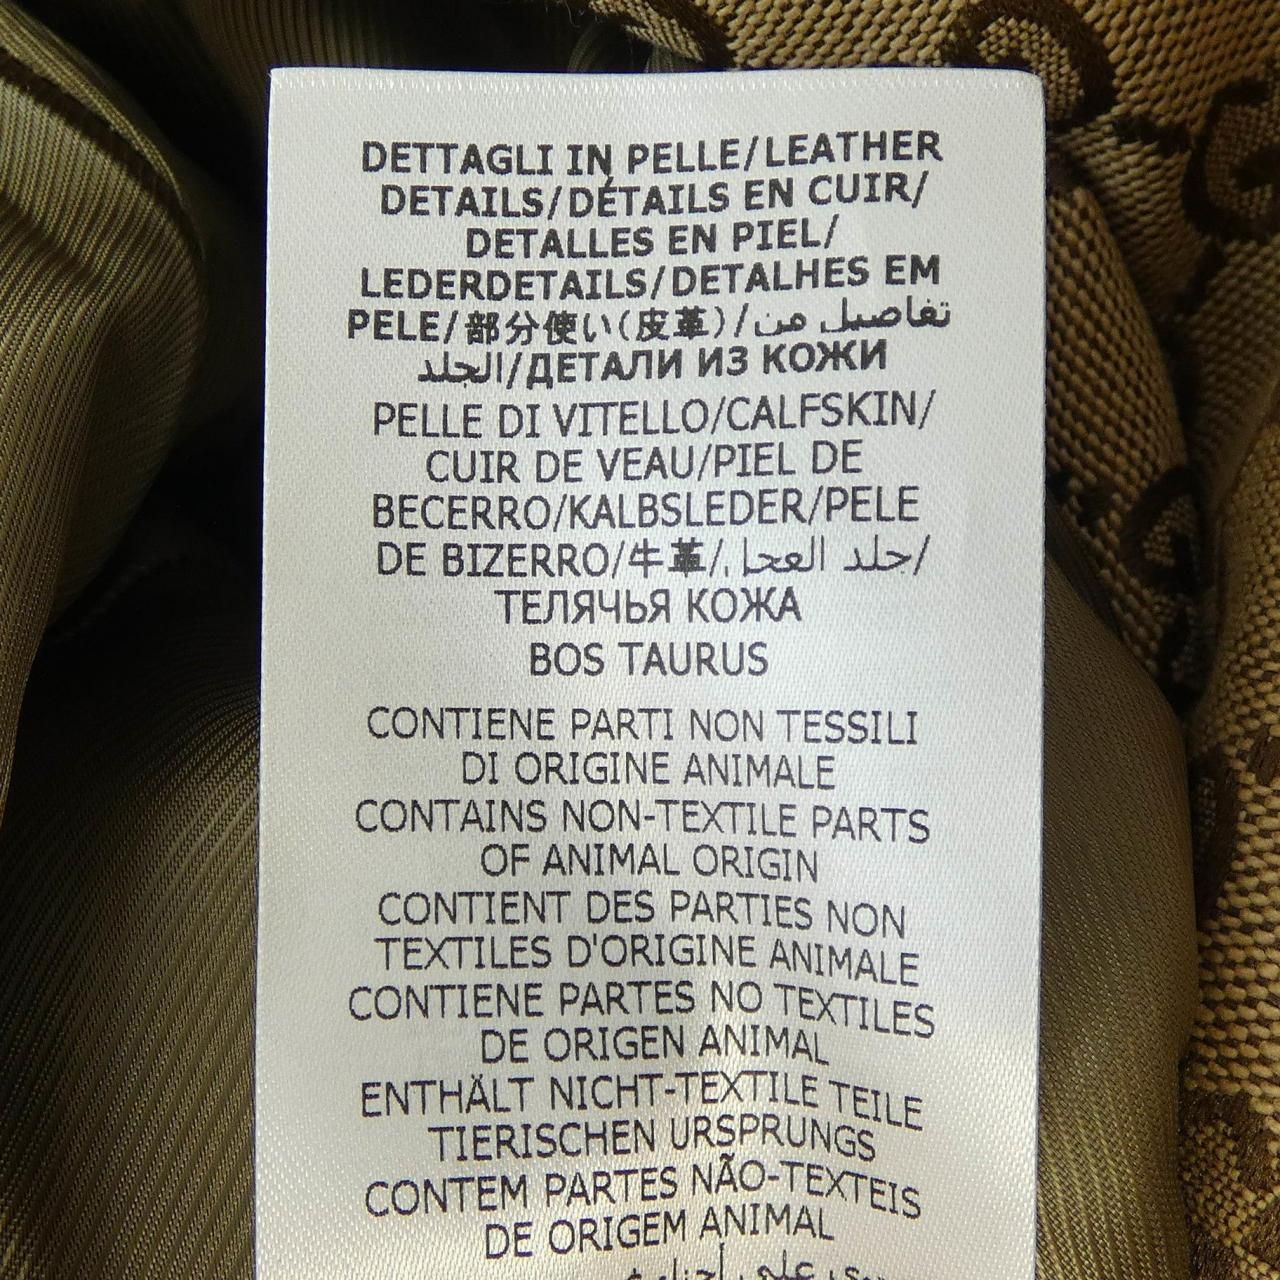 DETTAGLI IN PELLE/LEATHER
DETAILS/DÉTAILS EN CUIR/
DETALLES EN PIEL/
LEDERDETAILS/DETALHES EM
PELE/部分使い(皮革)/تفاصيل من
الجلد/ДЕТАЛИ ИЗ КОЖИ
PELLE DI VITELLO/CALFSKIN/
CUIR DE VEAU/PIEL DE
BECERRO/KALBSLEDER/PELE
DE BIZERRO/牛革/جلد العجل/
ТЕЛЯЧЬЯ КОЖА
BOS TAURUS
CONTIENE PARTI NON TESSILI
DI ORIGINE ANIMALE
CONTAINS NON-TEXTILE PARTS
OF ANIMAL ORIGIN
CONTIENT DES PARTIES NON
TEXTILES D'ORIGINE ANIMALE
CONTIENE PARTES NO TEXTILES
DE ORIGEN ANIMAL
ENTHÄLT NICHT-TEXTILE TEILE
TIERISCHEN URSPRUNGS
CONTEM PARTES NÃO-TEXTEIS
DE ORIGEM ANIMAL